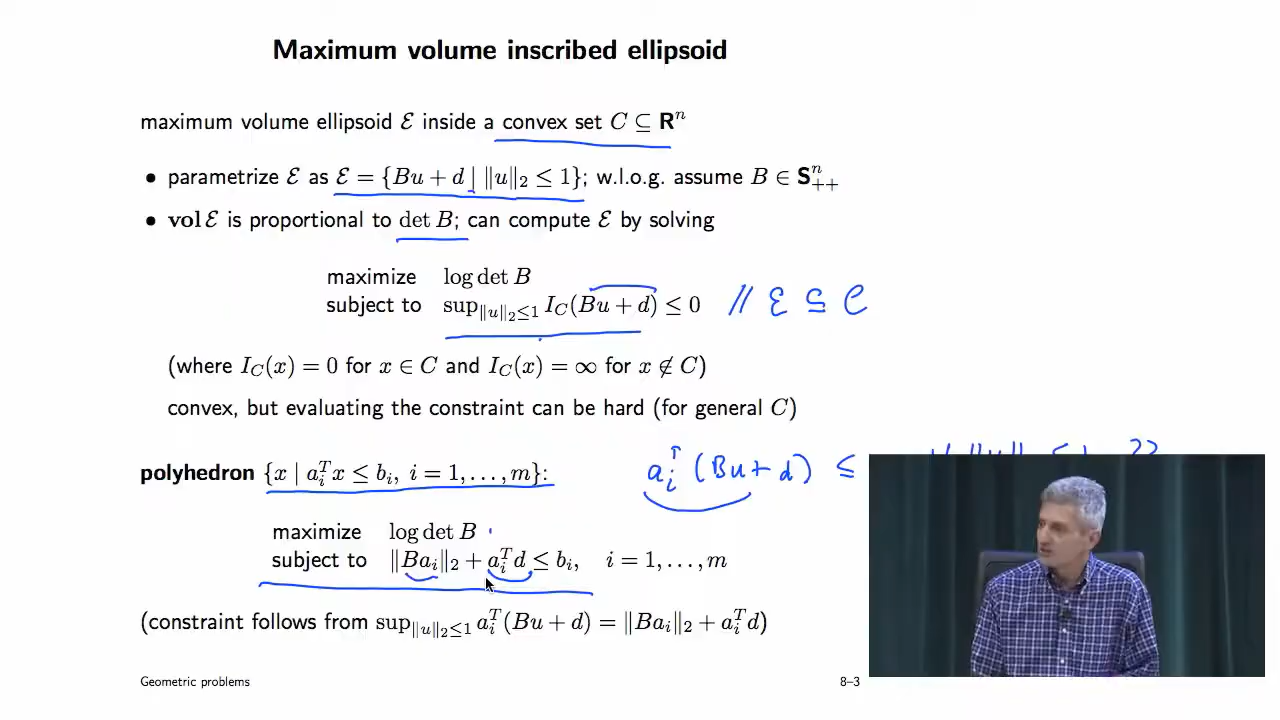 Maximum volume inscribed ellipsoid
maximum volume ellipsoid ℰ inside a convex set C ⊆ Rⁿ
• parametrize ℰ as ℰ = {Bu + d | ‖u‖₂ ≤ 1}; w.l.o.g. assume B ∈ Sⁿ₊₊
• vol ℰ is proportional to det B; can compute ℰ by solving
maximize log det B
subject to sup_{‖u‖₂≤1} I_C(Bu + d) ≤ 0 // ℰ ⊆ C
(where I_C(x) = 0 for x ∈ C and I_C(x) = ∞ for x ∉ C)
convex, but evaluating the constraint can be hard (for general C)
polyhedron {x | aᵢᵀx ≤ bᵢ, i = 1, . . . , m}: aᵢᵀ (Bu + d) ≤
maximize log det B
subject to ‖Baᵢ‖₂ + aᵢᵀd ≤ bᵢ, i = 1, . . . , m
(constraint follows from sup_{‖u‖₂≤1} aᵢᵀ(Bu + d) = ‖Baᵢ‖₂ + aᵢᵀd)
Geometric problems 8–3